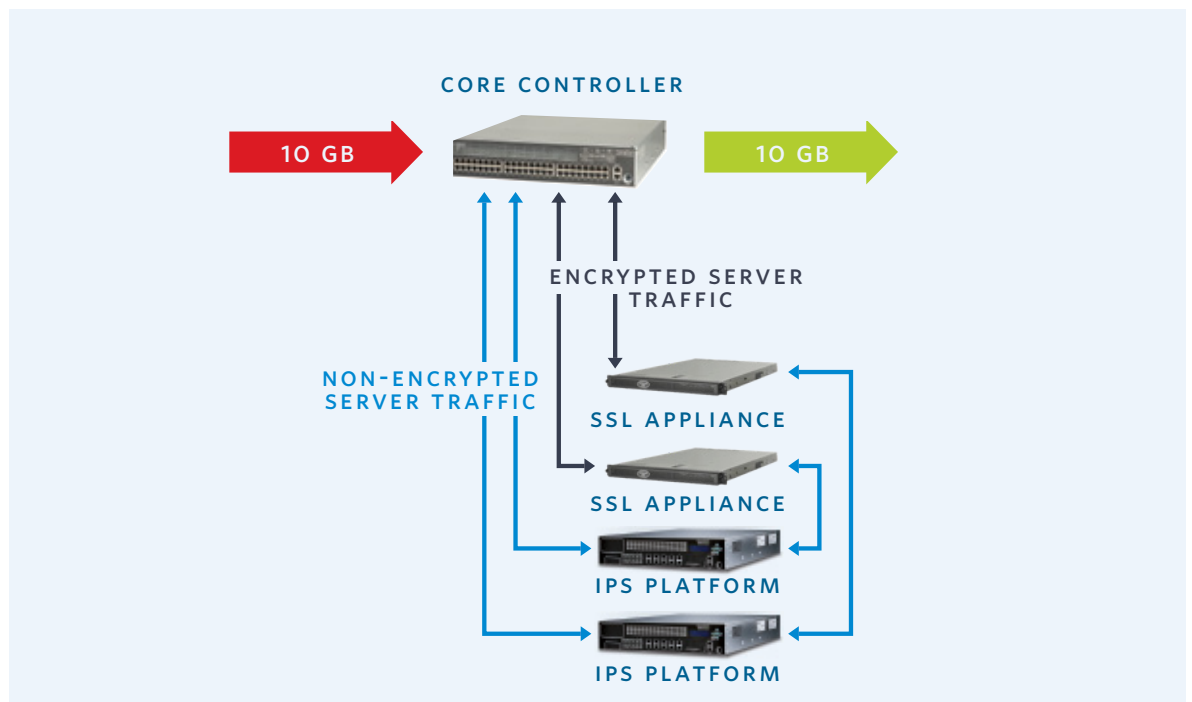 CORE CONTROLLER
10 GB
10 GB
ENCRYPTED SERVER
TRAFFIC
NON-ENCRYPTED
SERVER TRAFFIC
SSL APPLIANCE
SSL APPLIANCE
IPS PLATFORM
IPS PLATFORM